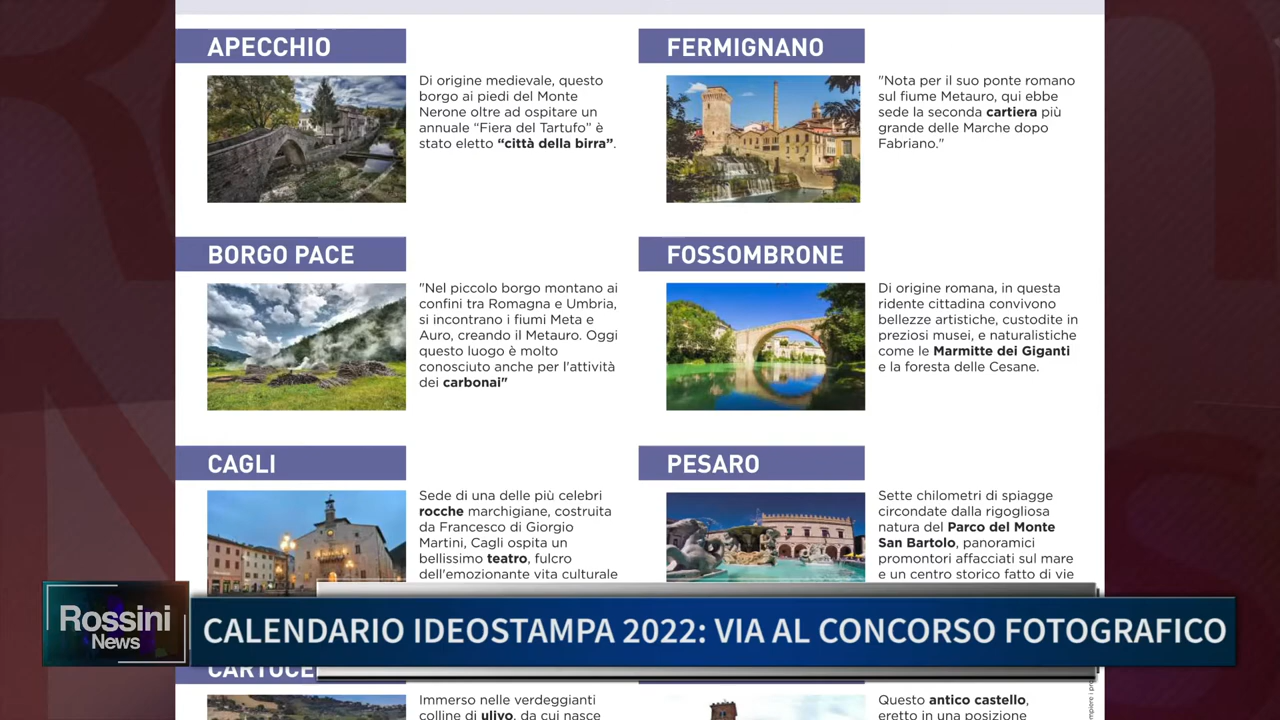 APECCHIO
Di origine medievale, questo
borgo ai piedi del Monte
Nerone oltre ad ospitare un
annuale “Fiera del Tartufo” è
stato eletto “città della birra”.
FERMIGNANO
"Nota per il suo ponte romano
sul fiume Metauro, qui ebbe
sede la seconda cartiera più
grande delle Marche dopo
Fabriano."
BORGO PACE
"Nel piccolo borgo montano ai
confini tra Romagna e Umbria,
si incontrano i fiumi Meta e
Auro, creando il Metauro. Oggi
questo luogo è molto
conosciuto anche per l'attività
dei carbonai"
FOSSOMBRONE
Di origine romana, in questa
ridente cittadina convivono
bellezze artistiche, custodite in
preziosi musei, e naturalistiche
come le Marmitte dei Giganti
e la foresta delle Cesane.
CAGLI
Sede di una delle più celebri
rocche marchigiane, costruita
da Francesco di Giorgio
Martini, Cagli ospita un
bellissimo teatro, fulcro
dell'emozionante vita culturale
PESARO
Sette chilometri di spiagge
circondate dalla rigogliosa
natura del Parco del Monte
San Bartolo, panoramici
promontori affacciati sul mare
e un centro storico fatto di vie
Rossini
News
CALENDARIO IDEOSTAMPA 2022: VIA AL CONCORSO FOTOGRAFICO
CARTOCE
Immerso nelle verdeggianti
colline di ulivo, da cui nasce
Questo antico castello,
eretto in una posizione